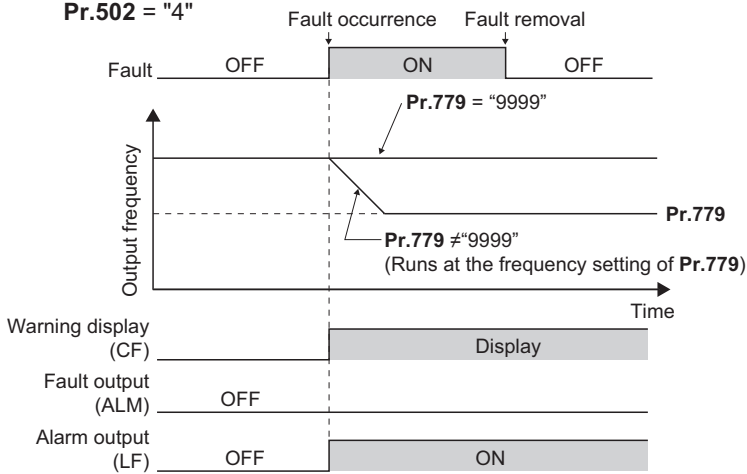 Pr.502 = "4"
Fault occurrence
Fault removal
Fault
OFF
ON
OFF
Pr.779 = “9999”
Output frequency
Pr.779
Pr.779 ≠“9999”
(Runs at the frequency setting of Pr.779)
Time
Warning display
(CF)
Display
Fault output
(ALM)
OFF
Alarm output
(LF)
OFF
ON